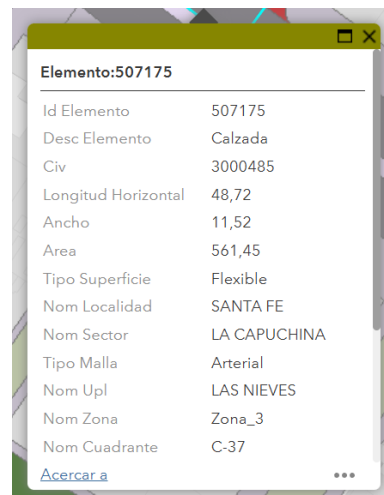 Elemento:507175
Id Elemento 507175
Desc Elemento Calzada
Civ 3000485
Longitud Horizontal 48,72
Ancho 11,52
Area 561,45
Tipo Superficie Flexible
Nom Localidad SANTA FE
Nom Sector LA CAPUCHINA
Tipo Malla Arterial
Nom Upl LAS NIEVES
Nom Zona Zona_3
Nom Cuadrante C-37
Acercar a